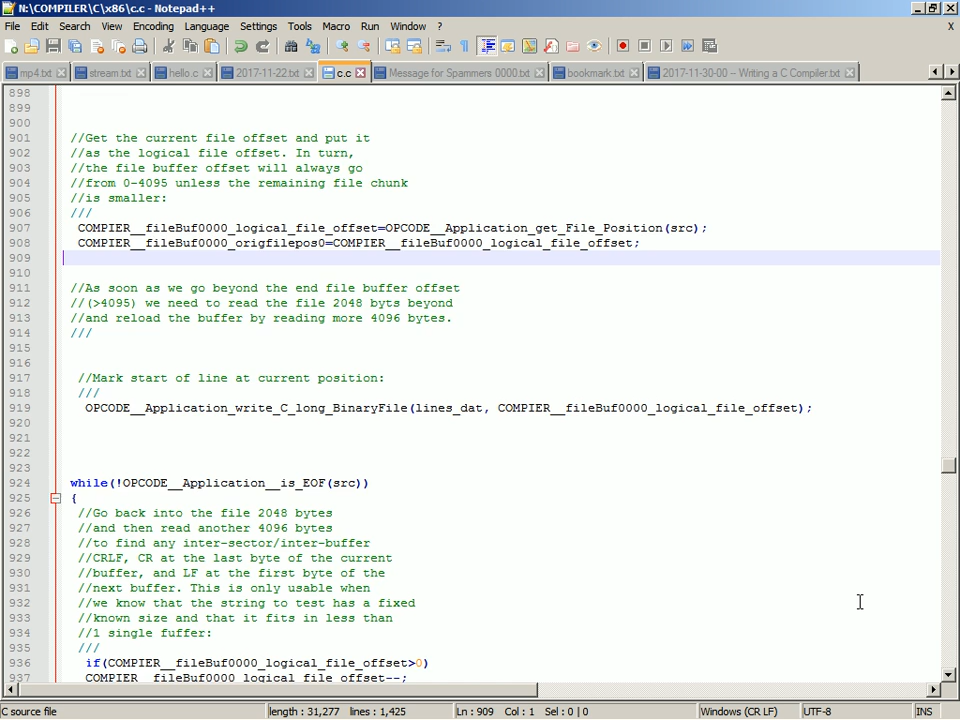 N:\COMPILER\C\x86\c.c - Notepad++
File Edit Search View Encoding Language Settings Tools Macro Run Window ? X
mp4.txt stream.txt hello.c 2017-11-22.txt c.c Message for Spammers 0000.txt bookmark.txt 2017-11-30-00 – Writing a C Compiler.txt
898
899
900
901 //Get the current file offset and put it
902 //as the logical file offset. In turn,
903 //the file buffer offset will always go
904 //from 0-4095 unless the remaining file chunk
905 //is smaller:
906 ///
907 COMPIER__fileBuf0000_logical_file_offset=OPCODE__Application_get_File_Position(src);
908 COMPIER__fileBuf0000_origfilepos0=COMPIER__fileBuf0000_logical_file_offset;
909
910
911 //As soon as we go beyond the end file buffer offset
912 //(>4095) we need to read the file 2048 byts beyond
913 //and reload the buffer by reading more 4096 bytes.
914 ///
915
916
917 //Mark start of line at current position:
918 ///
919 OPCODE__Application_write_C_long_BinaryFile(lines_dat, COMPIER__fileBuf0000_logical_file_offset);
920
921
922
923
924 while(!OPCODE__Application__is_EOF(src))
925 {
926 //Go back into the file 2048 bytes
927 //and then read another 4096 bytes
928 //to find any inter-sector/inter-buffer
929 //CRLF, CR at the last byte of the current
930 //buffer, and LF at the first byte of the
931 //next buffer. This is only usable when
932 //we know that the string to test has a fixed
933 //known size and that it fits in less than
934 //1 single fuffer:
935 ///
936 if(COMPIER__fileBuf0000_logical_file_offset>0)
937 COMPIER__fileBuf0000_logical_file_offset--;
C source file length : 31,277 lines : 1,425 Ln : 909 Col : 1 Sel : 0 | 0 Windows (CR LF) UTF-8 INS